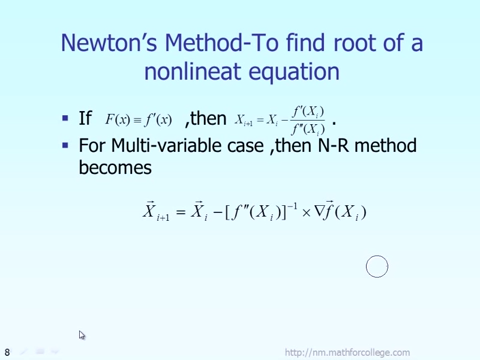 Newton's Method-To find root of a
nonlineat equation
▪ If F(x) ≡ f′(x) ,then X_{i+1} = X_i − f′(X_i) / f″(X_i) .
▪ For Multi-variable case ,then N-R method
becomes
X⃗_{i+1} = X⃗_i − [f″(X_i)]^{−1} × ∇f⃗(X_i)
8
http://nm.mathforcollege.com